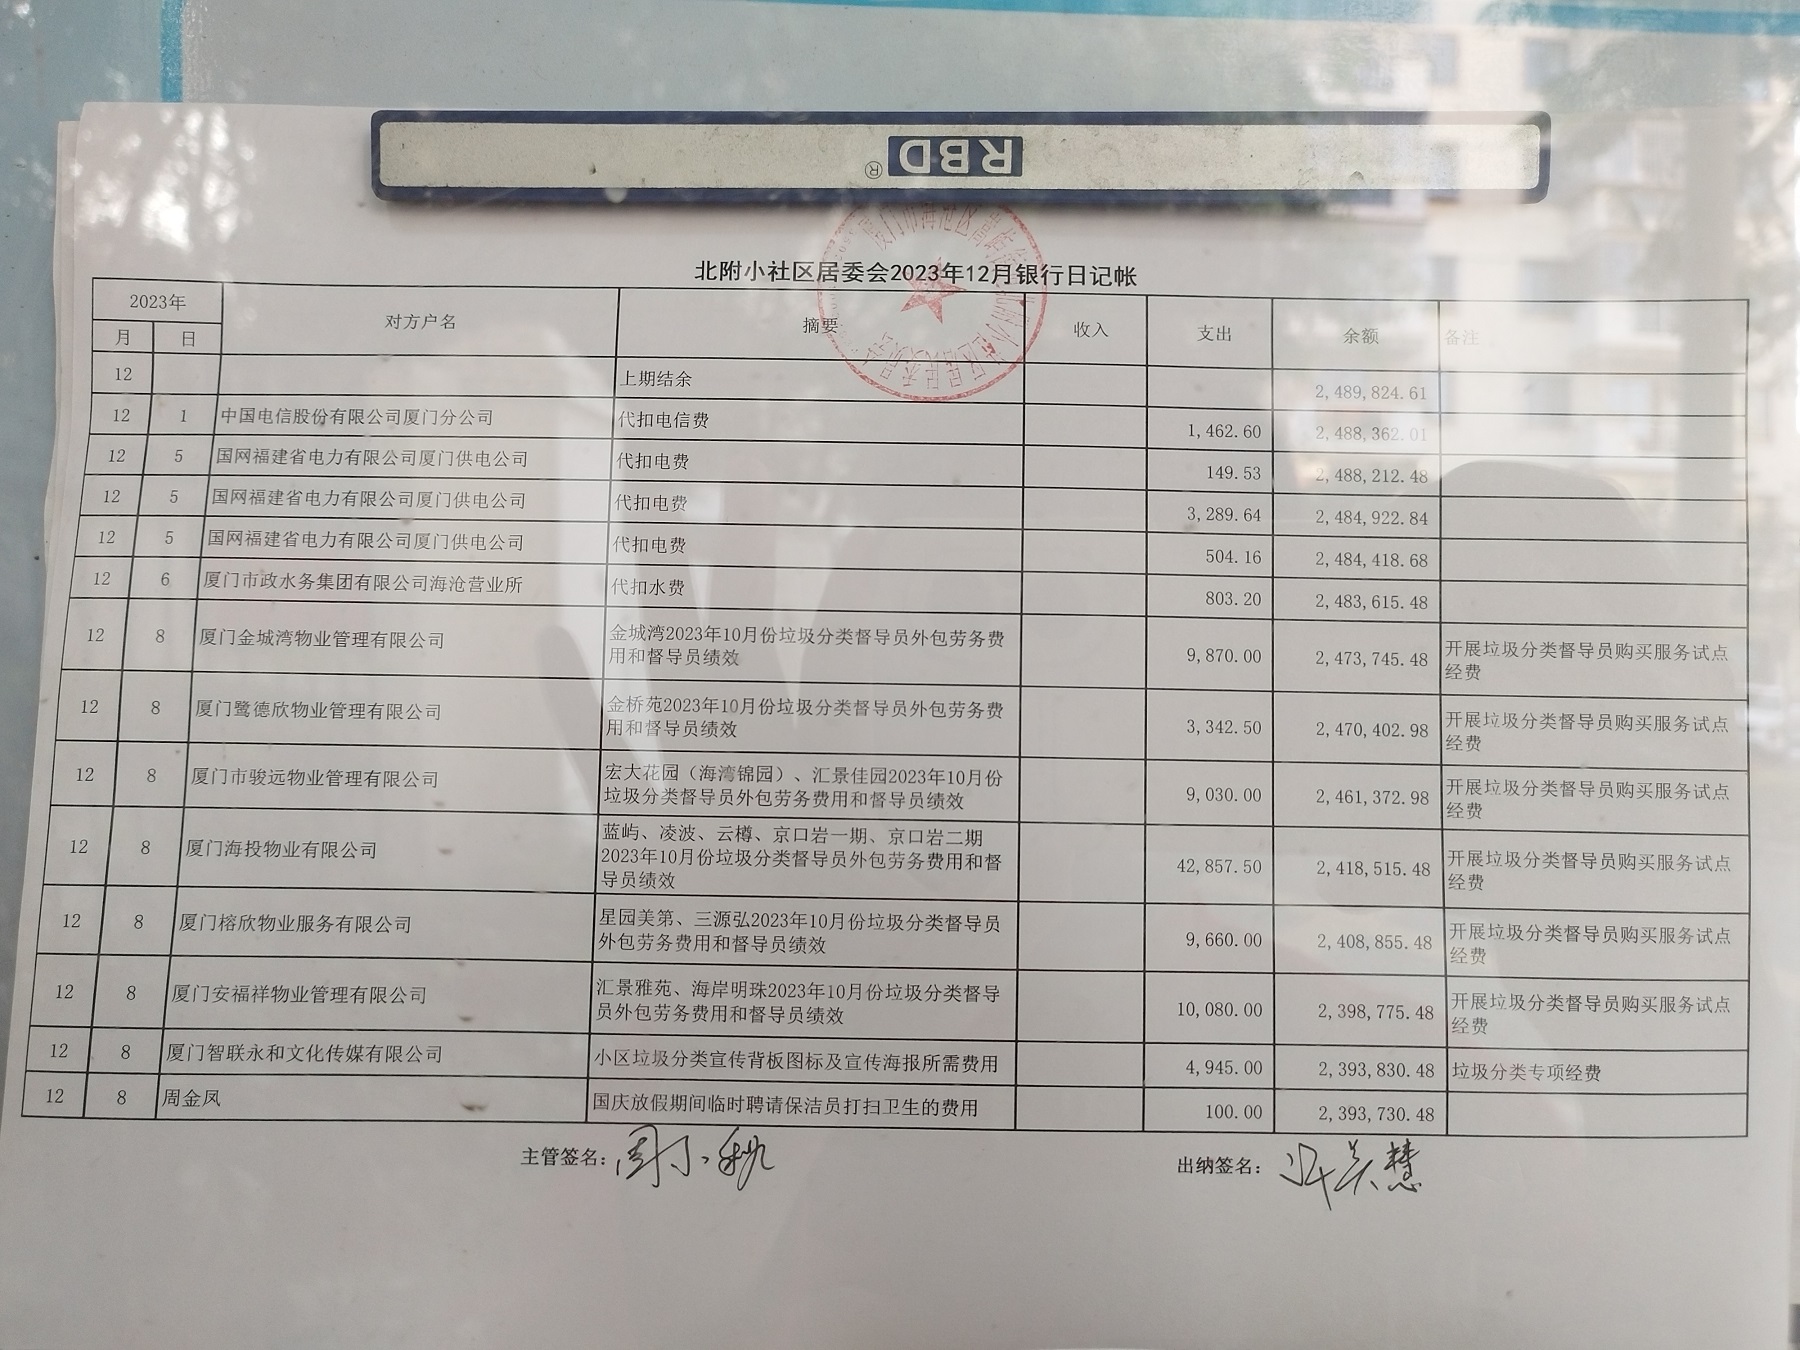 RBD®
北附小社区居委会2023年12月银行日记帐
2023年 对方户名 摘要 收入 支出 余额 备注
月 日
12 上期结余 2,489,824.61
12 1 中国电信股份有限公司厦门分公司 代扣电信费 1,462.60 2,488,362.01
12 5 国网福建省电力有限公司厦门供电公司 代扣电费 149.53 2,488,212.48
12 5 国网福建省电力有限公司厦门供电公司 代扣电费 3,289.64 2,484,922.84
12 5 国网福建省电力有限公司厦门供电公司 代扣电费 504.16 2,484,418.68
12 6 厦门市政水务集团有限公司海沧营业所 代扣水费 803.20 2,483,615.48
12 8 厦门金城湾物业管理有限公司 金城湾2023年10月份垃圾分类督导员外包劳务费
用和督导员绩效 9,870.00 2,473,745.48 开展垃圾分类督导员购买服务试点
经费
12 8 厦门鹭德欣物业管理有限公司 金桥苑2023年10月份垃圾分类督导员外包劳务费
用和督导员绩效 3,342.50 2,470,402.98 开展垃圾分类督导员购买服务试点
经费
12 8 厦门市骏远物业管理有限公司 宏大花园（海湾锦园）、汇景佳园2023年10月份
垃圾分类督导员外包劳务费用和督导员绩效 9,030.00 2,461,372.98 开展垃圾分类督导员购买服务试点
经费
12 8 厦门海投物业有限公司 蓝屿、凌波、云樽、京口岩一期、京口岩二期
2023年10月份垃圾分类督导员外包劳务费用和督
导员绩效 42,857.50 2,418,515.48 开展垃圾分类督导员购买服务试点
经费
12 8 厦门榕欣物业服务有限公司 星园美第、三源弘2023年10月份垃圾分类督导员
外包劳务费用和督导员绩效 9,660.00 2,408,855.48 开展垃圾分类督导员购买服务试点
经费
12 8 厦门安福祥物业管理有限公司 汇景雅苑、海岸明珠2023年10月份垃圾分类督导
员外包劳务费用和督导员绩效 10,080.00 2,398,775.48 开展垃圾分类督导员购买服务试点
经费
12 8 厦门智联永和文化传媒有限公司 小区垃圾分类宣传背板图标及宣传海报所需费用 4,945.00 2,393,830.48 垃圾分类专项经费
12 8 周金凤 国庆放假期间临时聘请保洁员打扫卫生的费用 100.00 2,393,730.48
主管签名： 出纳签名：